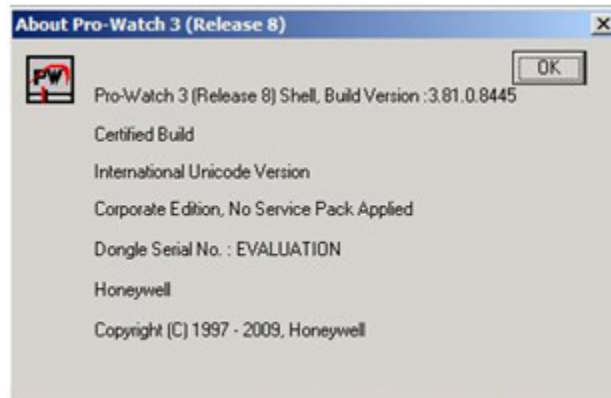 About Pro-Watch 3 (Release 8)
PW
OK
Pro-Watch 3 (Release 8) Shell, Build Version :3.81.0.8445
Certified Build
International Unicode Version
Corporate Edition, No Service Pack Applied
Dongle Serial No. : EVALUATION
Honeywell
Copyright (C) 1997 - 2009, Honeywell